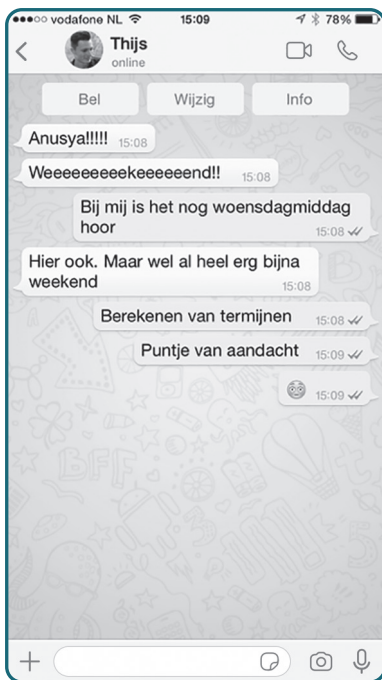 vodafone NL 15:09 78%
Thijs
online
Bel Wijzig Info
Anusya!!!!! 15:08
Weeeeeeeeekeeeeeend!! 15:08
Bij mij is het nog woensdagmiddag
hoor 15:08
Hier ook. Maar wel al heel erg bijna
weekend 15:08
Berekenen van termijnen 15:08
Puntje van aandacht 15:09
15:09
BFF